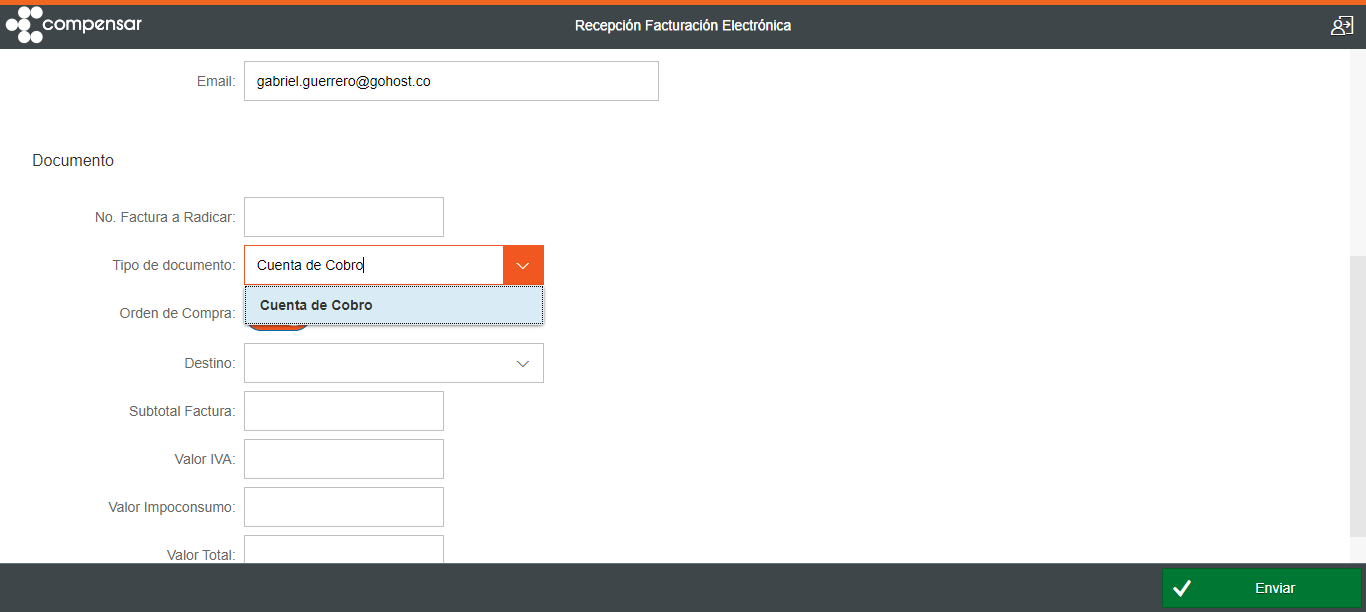 compensar
Recepción Facturación Electrónica
Email: gabriel.guerrero@gohost.co
Documento
No. Factura a Radicar:
Tipo de documento: Cuenta de Cobro
Cuenta de Cobro
Orden de Compra:
Destino:
Subtotal Factura:
Valor IVA:
Valor Impoconsumo:
Valor Total:
Enviar